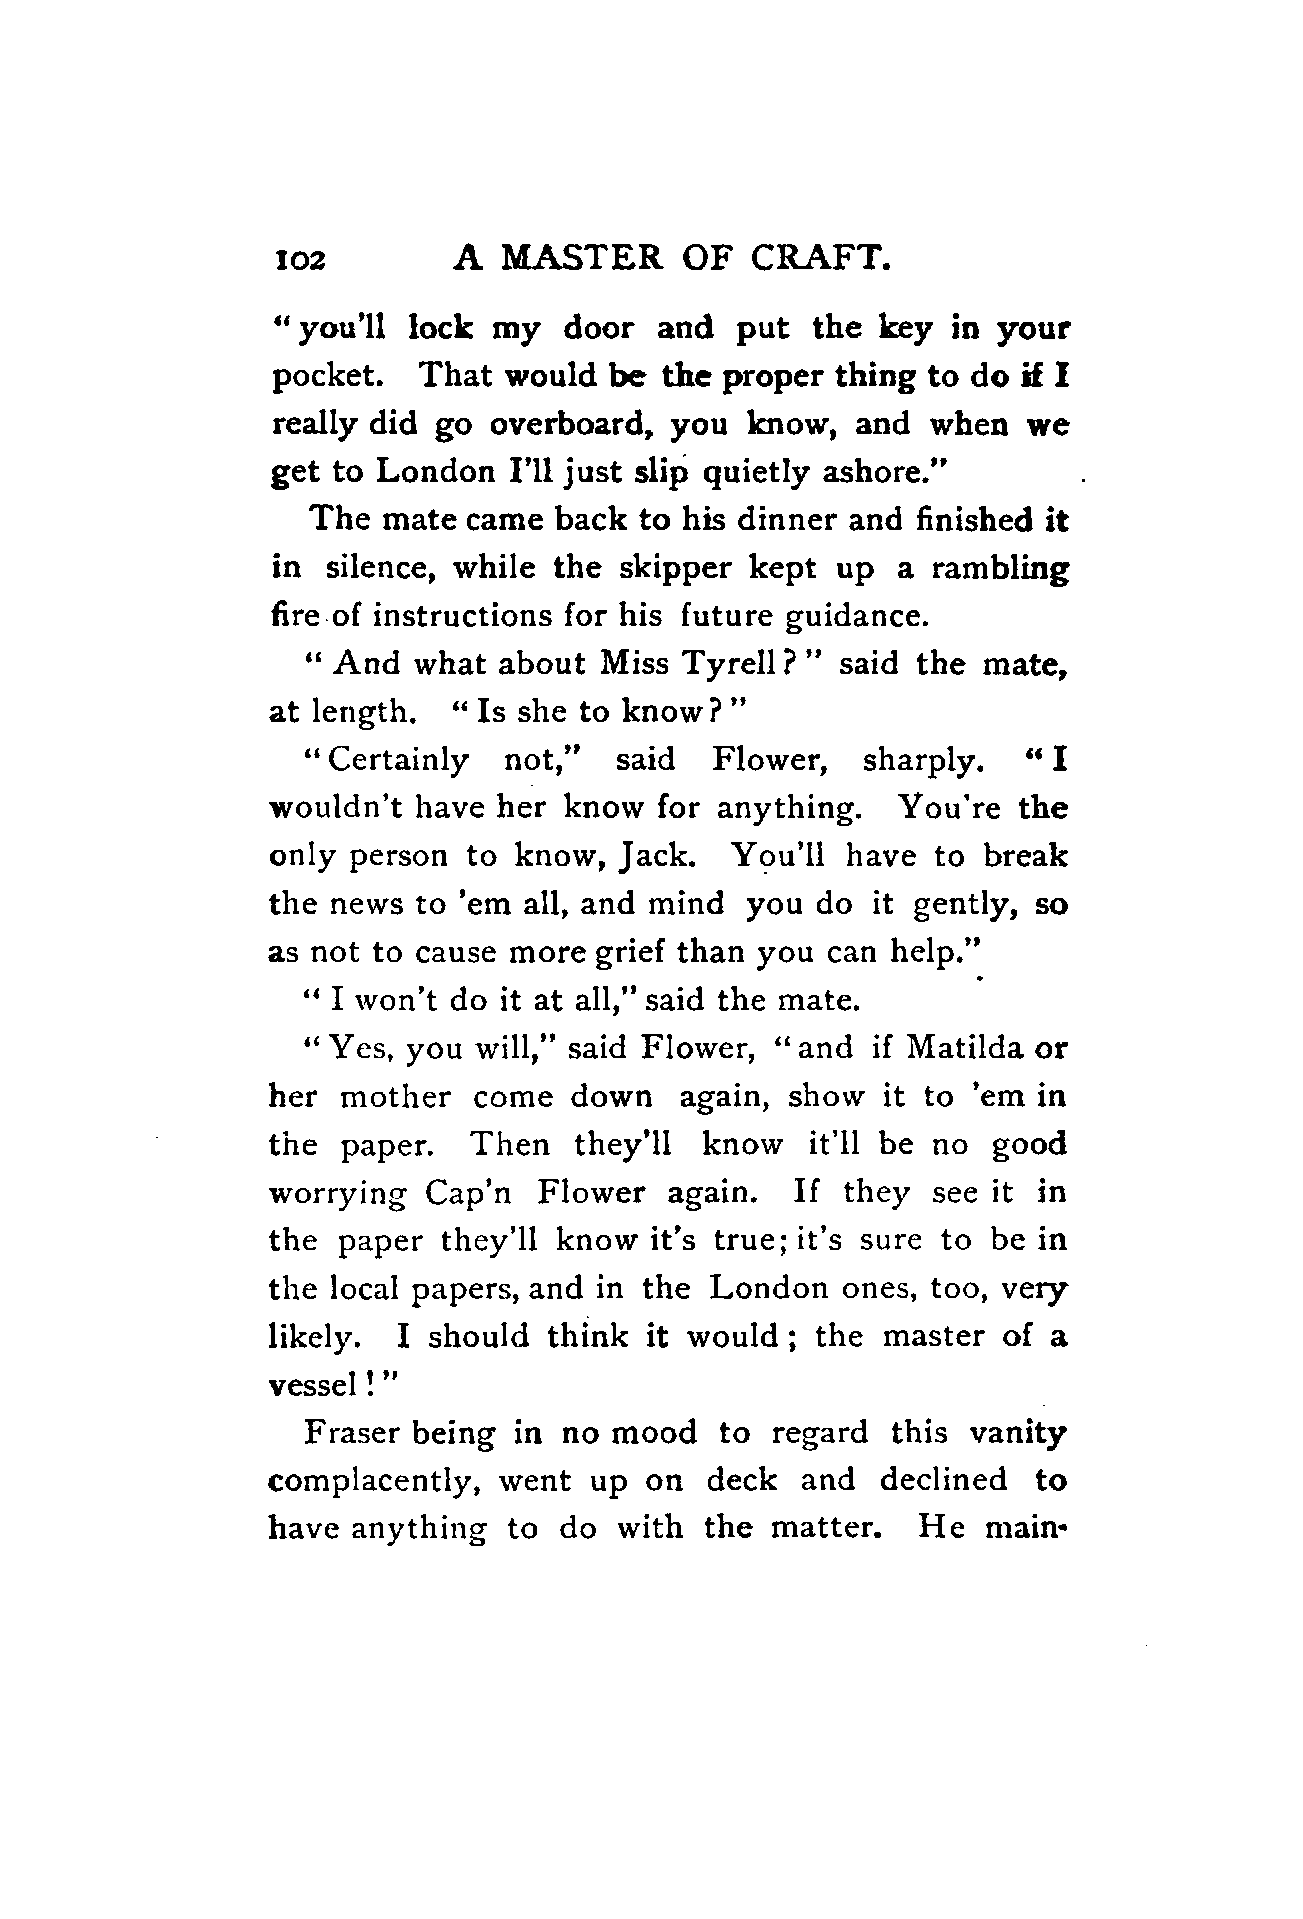 102 A MASTER OF CRAFT.
" you'll lock my door and put the key in your
pocket. That would be the proper thing to do if I
really did go overboard, you know, and when we
get to London I'll just slip quietly ashore."
The mate came back to his dinner and finished it
in silence, while the skipper kept up a rambling
fire of instructions for his future guidance.
" And what about Miss Tyrell ? " said the mate,
at length. " Is she to know ? "
" Certainly not," said Flower, sharply. " I
wouldn't have her know for anything. You're the
only person to know, Jack. You'll have to break
the news to 'em all, and mind you do it gently, so
as not to cause more grief than you can help."
" I won't do it at all," said the mate.
" Yes, you will," said Flower, " and if Matilda or
her mother come down again, show it to 'em in
the paper. Then they'll know it'll be no good
worrying Cap'n Flower again. If they see it in
the paper they'll know it's true; it's sure to be in
the local papers, and in the London ones, too, very
likely. I should think it would ; the master of a
vessel ! "
Fraser being in no mood to regard this vanity
complacently, went up on deck and declined to
have anything to do with the matter. He main-